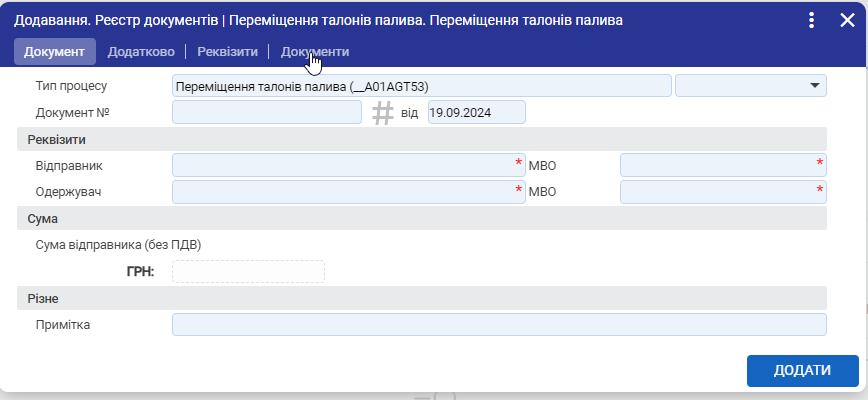 Додавання. Реєстр документів | Переміщення талонів палива. Переміщення талонів палива
Документ Додатково Реквізити Документи
Тип процесу Переміщення талонів палива (__A01AGT53)
Документ № # від 19.09.2024
Реквізити
Відправник * МВО *
Одержувач * МВО *
Сума
Сума відправника (без ПДВ)
ГРН:
Різне
Примітка
ДОДАТИ